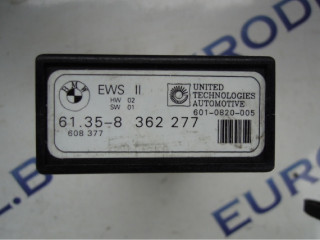 BMW
EWS II
HW 02
SW 01
UNITED
TECHNOLOGIES
AUTOMOTIVE
601-0820-005
61.35-8 362 277
608 377